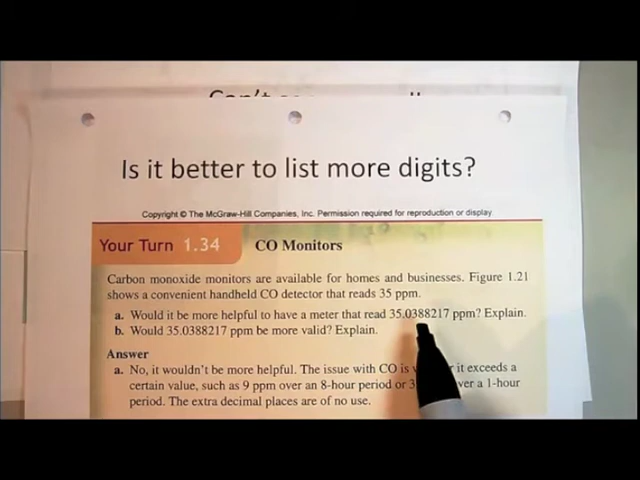 Is it better to list more digits?
Copyright © The McGraw-Hill Companies, Inc. Permission required for reproduction or display
Your Turn 1.34 CO Monitors
Carbon monoxide monitors are available for homes and businesses. Figure 1.21
shows a convenient handheld CO detector that reads 35 ppm.
a. Would it be more helpful to have a meter that read 35.0388217 ppm? Explain.
b. Would 35.0388217 ppm be more valid? Explain.
Answer
a. No, it wouldn't be more helpful. The issue with CO is it exceeds a
certain value, such as 9 ppm over an 8-hour period or over a 1-hour
period. The extra decimal places are of no use.